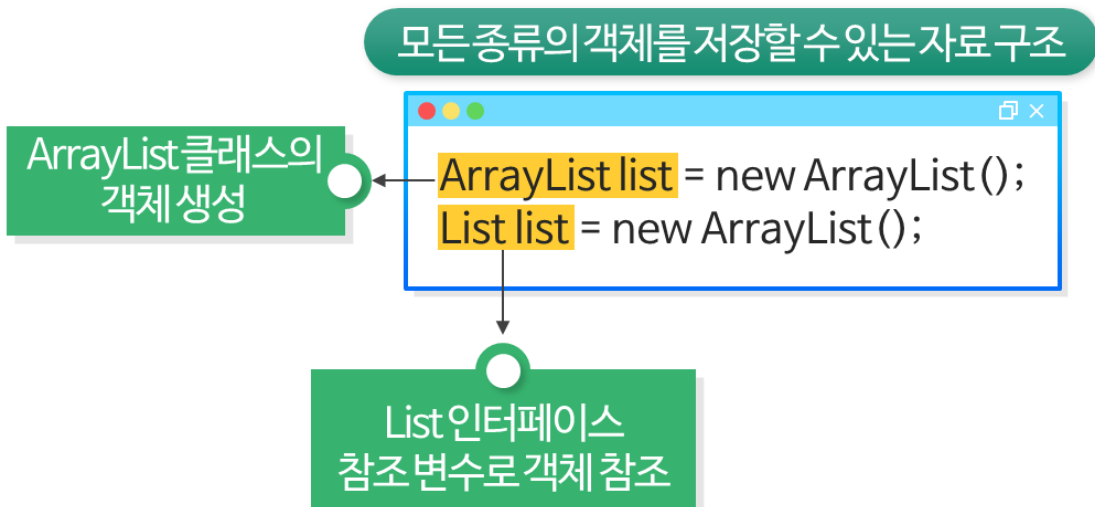 모든 종류의 객체를 저장할 수 있는 자료 구조
ArrayList 클래스의
객체 생성
ArrayList list = new ArrayList();
List list = new ArrayList();
List 인터페이스
참조 변수로 객체 참조